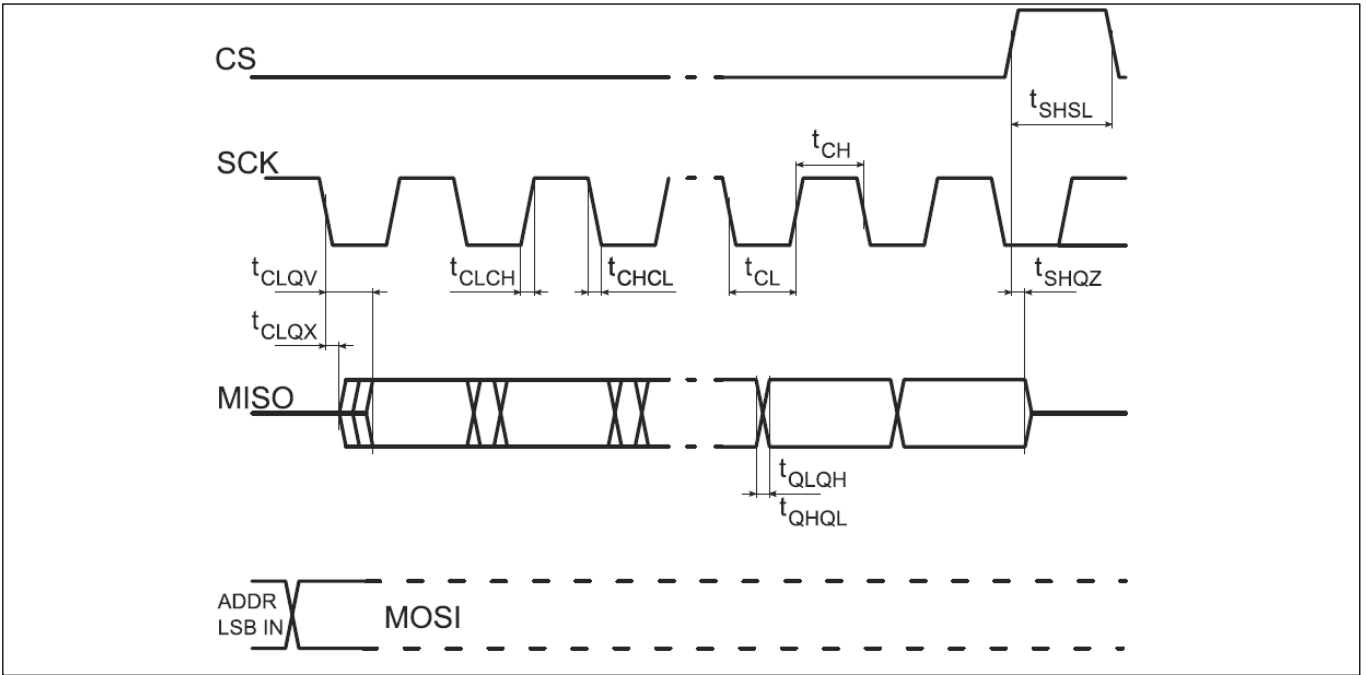 CS
tSHSL
SCK
tCH
tCLQV
tCLCH
tCHCL
tCL
tSHQZ
tCLQX
MISO
tQLQH
tQHQL
ADDR
LSB IN
MOSI